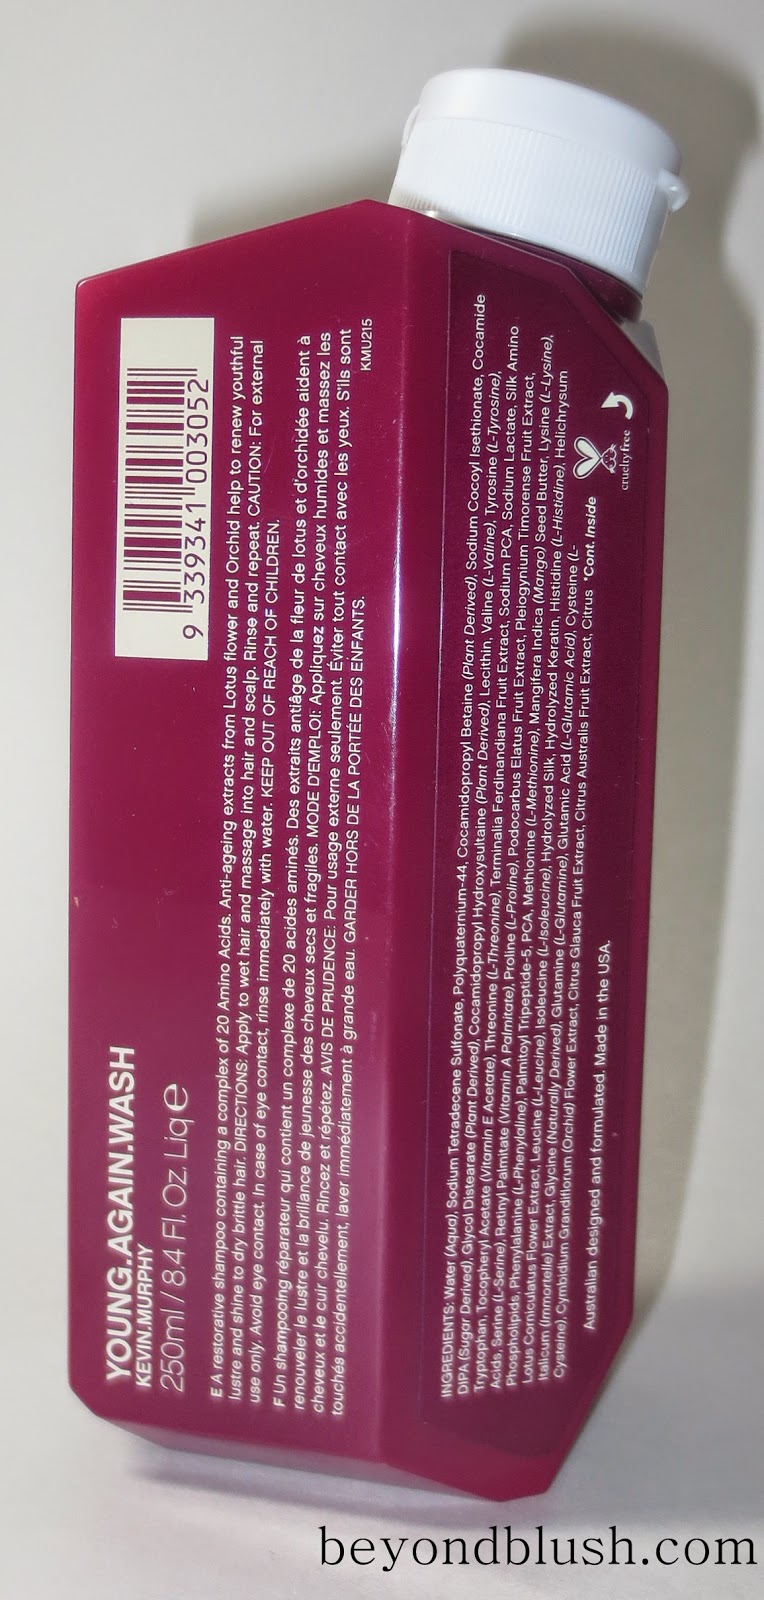 YOUNG.AGAIN.WASH
KEVIN.MURPHY
250ml / 8.4 Fl. Oz. Liq e
9 339341 003052
E A restorative shampoo containing a complex of 20 Amino Acids. Anti-ageing extracts from Lotus flower and Orchid help to renew youthful
lustre and shine to dry brittle hair. DIRECTIONS: Apply to wet hair and massage into hair and scalp. Rinse and repeat. CAUTION: For external
use only. Avoid eye contact. In case of eye contact, rinse immediately with water. KEEP OUT OF REACH OF CHILDREN.
F Un shampooing réparateur qui contient un complexe de 20 acides aminés. Des extraits antiâge de la fleur de lotus et d'orchidée aident à
renouveler le lustre et la brillance de jeunesse des cheveux secs et fragiles. MODE D'EMPLOI: Appliquez sur cheveux humides et massez les
cheveux et le cuir chevelu. Rincez et répétez. AVIS DE PRUDENCE: Pour usage externe seulement. Éviter tout contact avec les yeux. S'ils sont
touchés accidentellement, laver immédiatement à grande eau. GARDER HORS DE LA PORTÉE DES ENFANTS.
KMU215
INGREDIENTS: Water (Aqua), Sodium Tetradecene Sulfonate, Polyquaternium-44, Cocamidopropyl Betaine (Plant Derived), Sodium Cocoyl Isethionate, Cocamide
DIPA (Sugar Derived), Glycol Distearate (Plant Derived), Cocamidopropyl Hydroxysultaine (Plant Derived), Lecithin, Valine (L-Valine), Tyrosine (L-Tyrosine),
Tryptophan, Tocopheryl Acetate (Vitamin E Acetate), Threonine (L-Threonine), Terminalia Ferdinandiana Fruit Extract, Sodium PCA, Sodium Lactate, Silk Amino
Acids, Serine (L-Serine), Retinyl Palmitate (Vitamin A Palmitate), Proline (L-Proline), Podocarpus Elatus Fruit Extract, Pleiogynium Timorense Fruit Extract,
Phospholipids, Phenylalanine (L-Phenylaline), Palmitoyl Tripeptide-5, PCA, Methionine (L-Methionine), Mangifera Indica (Mango) Seed Butter, Lysine (L-Lysine),
Lotus Corniculatus Flower Extract, Leucine (L-Leucine), Isoleucine (L-Isoleucine), Hydrolyzed Silk, Hydrolyzed Keratin, Histidine (L-Histidine), Helichrysum
Italicum (Immortelle) Extract, Glycine (Naturally Derived), Glutamine (L-Glutamine), Glutamic Acid (L-Glutamic Acid), Cysteine (L-
Cysteine), Cymbidium Grandiflorum (Orchid) Flower Extract, Citrus Glauca Fruit Extract, Citrus Australis Fruit Extract, Citrus *Cont. Inside
Australian designed and formulated. Made in the USA.
cruelty free
beyondblush.com